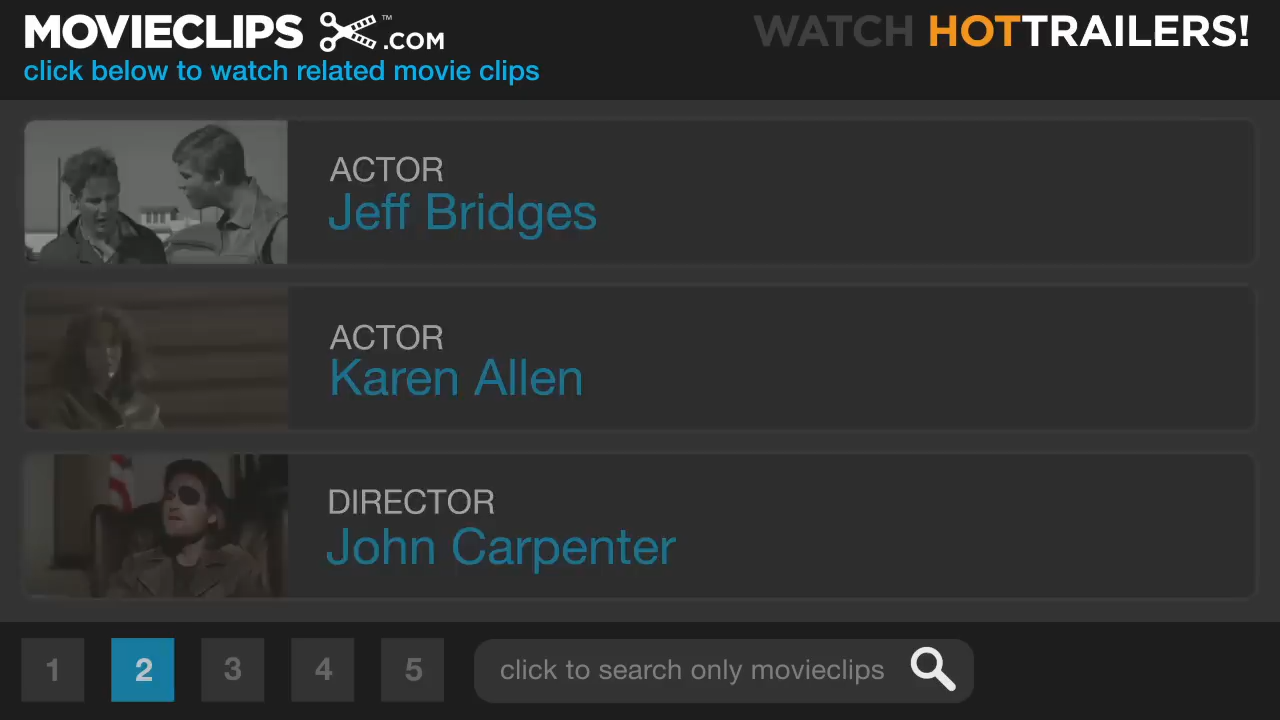 MOVIECLIPS™.COM
WATCH HOTTRAILERS!
click below to watch related movie clips
ACTOR
Jeff Bridges
ACTOR
Karen Allen
DIRECTOR
John Carpenter
1 2 3 4 5 click to search only movieclips